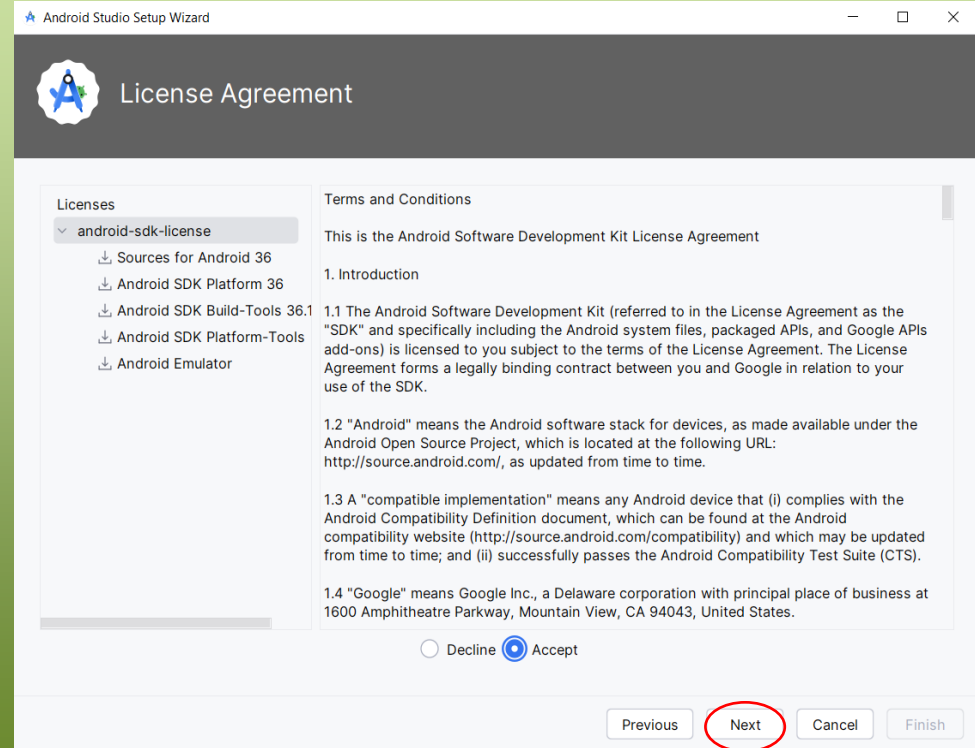 Android Studio Setup Wizard
License Agreement
Licenses
android-sdk-license
Sources for Android 36
Android SDK Platform 36
Android SDK Build-Tools 36.1
Android SDK Platform-Tools
Android Emulator
Terms and Conditions
This is the Android Software Development Kit License Agreement
1. Introduction
1.1 The Android Software Development Kit (referred to in the License Agreement as the
"SDK" and specifically including the Android system files, packaged APIs, and Google APIs
add-ons) is licensed to you subject to the terms of the License Agreement. The License
Agreement forms a legally binding contract between you and Google in relation to your
use of the SDK.
1.2 "Android" means the Android software stack for devices, as made available under the
Android Open Source Project, which is located at the following URL:
http://source.android.com/, as updated from time to time.
1.3 A "compatible implementation" means any Android device that (i) complies with the
Android Compatibility Definition document, which can be found at the Android
compatibility website (http://source.android.com/compatibility) and which may be updated
from time to time; and (ii) successfully passes the Android Compatibility Test Suite (CTS).
1.4 "Google" means Google Inc., a Delaware corporation with principal place of business at
1600 Amphitheatre Parkway, Mountain View, CA 94043, United States.
Decline Accept
Previous Next Cancel Finish